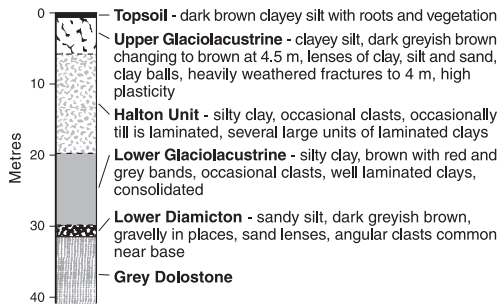 0
Topsoil - dark brown clayey silt with roots and vegetation
Upper Glaciolacustrine - clayey silt, dark greyish brown
changing to brown at 4.5 m, lenses of clay, silt and sand,
clay balls, heavily weathered fractures to 4 m, high
plasticity
10
Halton Unit - silty clay, occasional clasts, occasionally
till is laminated, several large units of laminated clays
Metres
20
Lower Glaciolacustrine - silty clay, brown with red and
grey bands, occasional clasts, well laminated clays,
consolidated
30
Lower Diamicton - sandy silt, dark greyish brown,
gravelly in places, sand lenses, angular clasts common
near base
Grey Dolostone
40